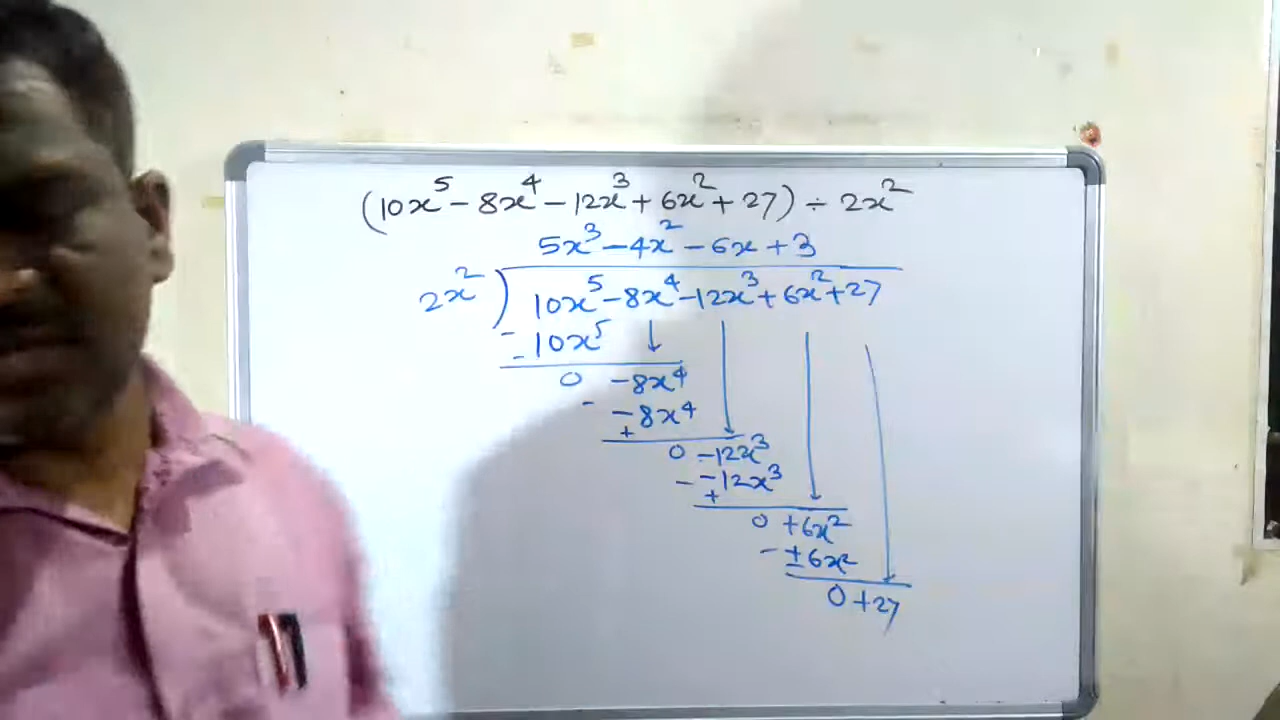 (10x⁵ - 8x⁴ - 12x³ + 6x² + 27) ÷ 2x²
5x³ - 4x² - 6x + 3
2x² ) 10x⁵ - 8x⁴ - 12x³ + 6x² + 27
- - 10x⁵
0 - 8x⁴
- - 8x⁴
+
0 - 12x³
- - 12x³
+
0 + 6x²
- ± 6x²
0 + 27